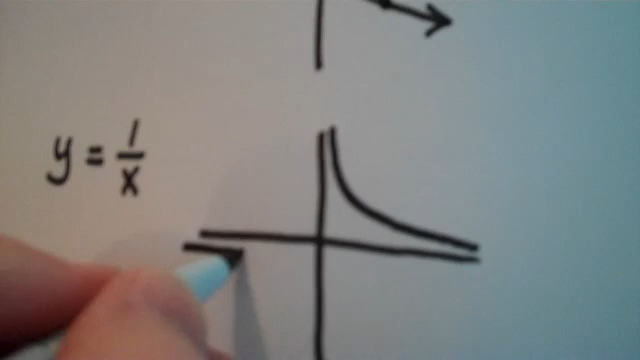 y = 1/x